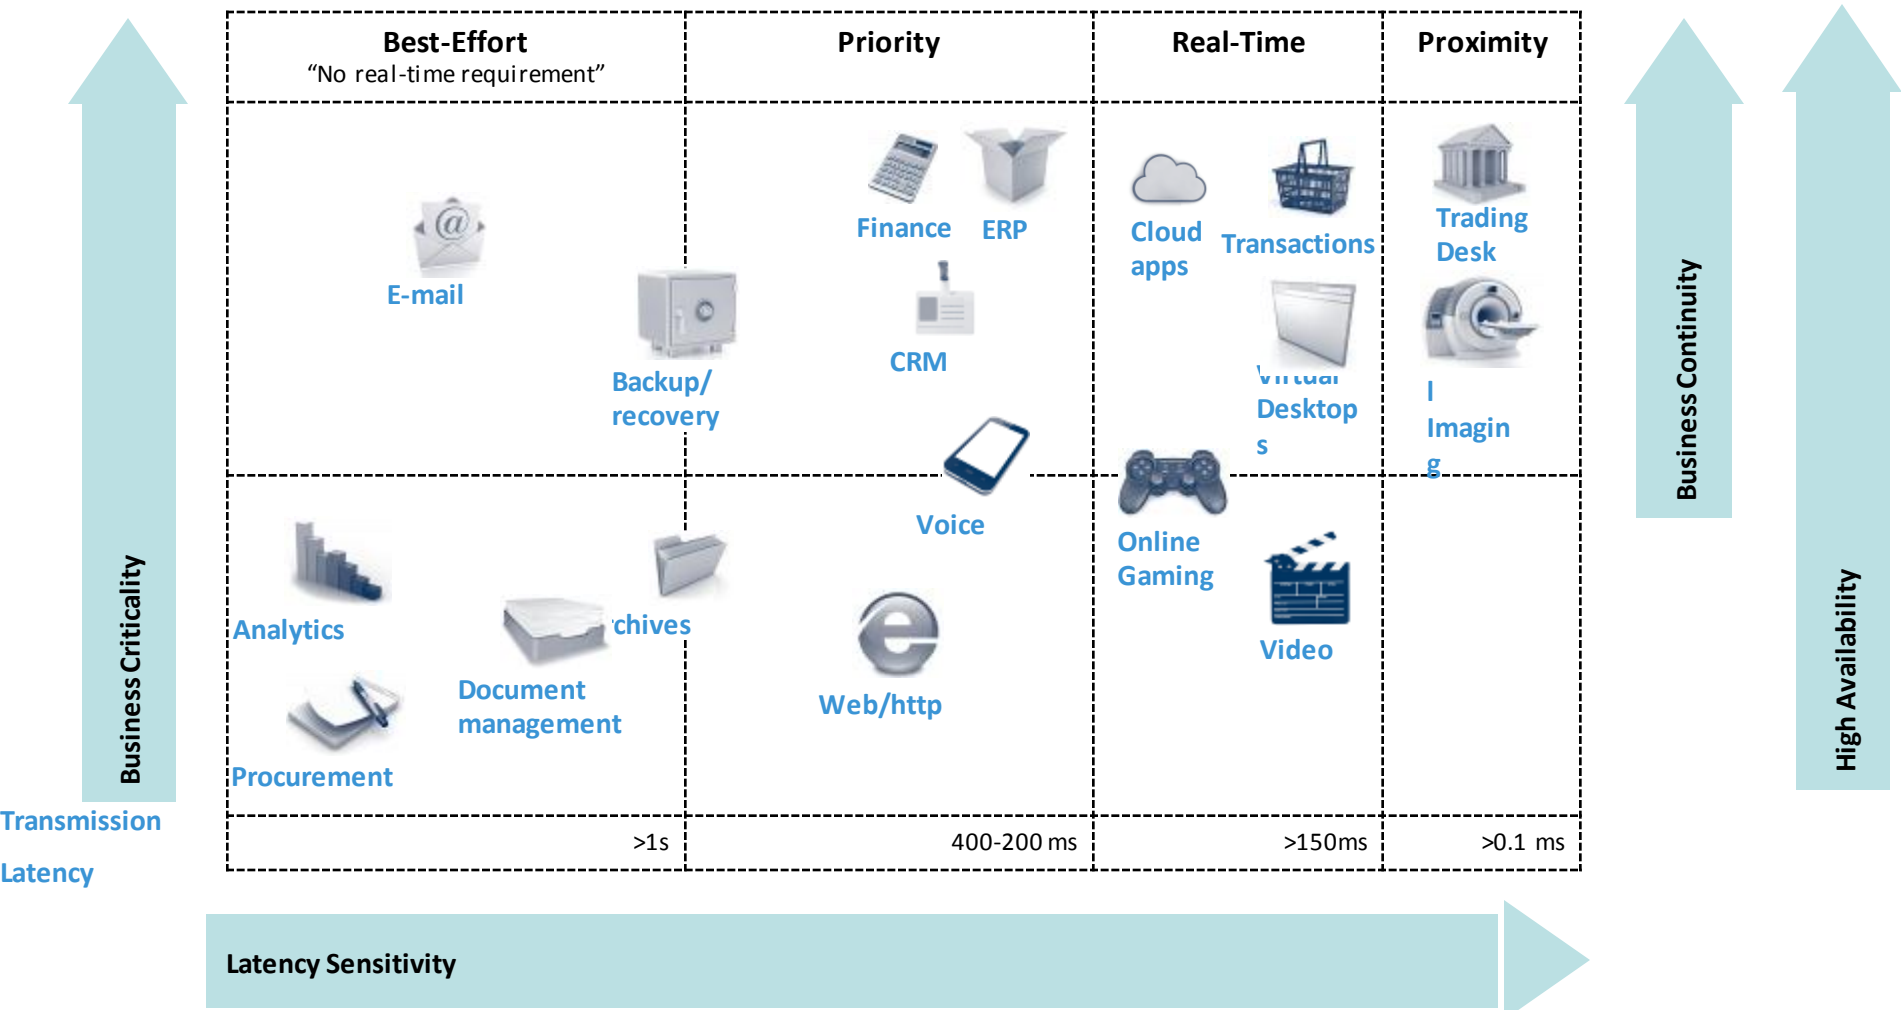 Best-Effort
“No real-time requirement”
Priority
Real-Time
Proximity
Finance
ERP
Cloud
apps
Transactions
Trading
Desk
E-mail
Backup/
recovery
CRM
Virtual
Desktop
s
l
Imagin
g
Voice
Online
Gaming
Analytics
chives
Video
Document
management
Web/http
Procurement
Business Criticality
Business Continuity
High Availability
Transmission
Latency
>1s
400-200 ms
>150ms
>0.1 ms
Latency Sensitivity